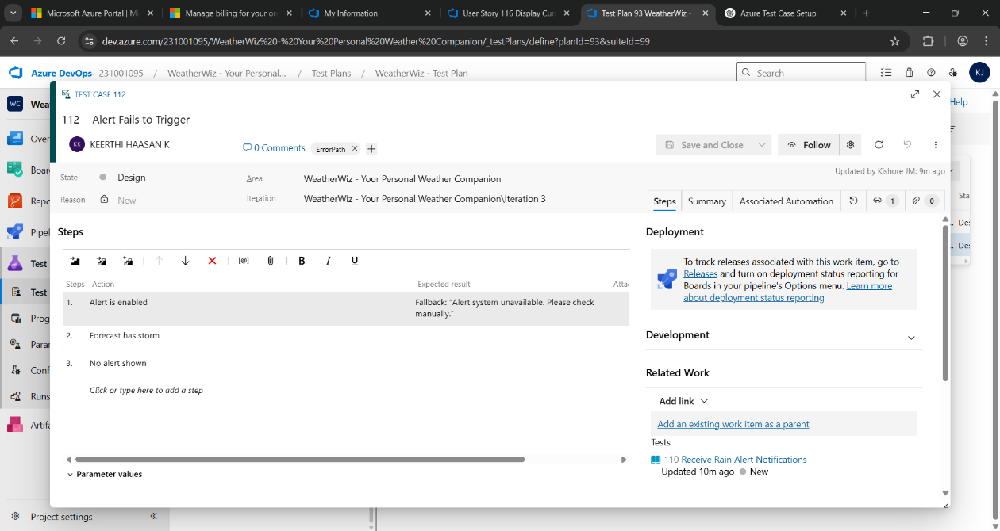 Microsoft Azure Portal | Mi
Manage billing for your or
My Information
User Story 116 Display Cur
Test Plan 93 WeatherWiz -
Azure Test Case Setup
dev.azure.com/231001095/WeatherWiz%20-%20Your%20Personal%20Weather%20Companion/_testPlans/define?planId=93&suiteId=99
Azure DevOps 231001095 / WeatherWiz - Your Personal... / Test Plans / WeatherWiz - Test Plan
Search
KJ
WC Wea
Help
Over
Boar
Repo
Pipel
Test
Test
Prog
Parar
Conf
Runs
Artifa
Project settings
TEST CASE 112
112 Alert Fails to Trigger
KK KEERTHI HAASAN K
0 Comments
ErrorPath
Save and Close
Follow
State Design
Reason New
Area WeatherWiz - Your Personal Weather Companion
Iteration WeatherWiz - Your Personal Weather Companion\Iteration 3
Updated by Kishore JM: 9m ago
Steps Summary Associated Automation 1 0
Steps
B I U
Steps Action Expected result Attac
1. Alert is enabled Fallback: “Alert system unavailable. Please check
manually.”
2. Forecast has storm
3. No alert shown
Click or type here to add a step
Parameter values
Deployment
To track releases associated with this work item, go to
Releases and turn on deployment status reporting for
Boards in your pipeline's Options menu. Learn more
about deployment status reporting
Development
Related Work
Add link
Add an existing work item as a parent
Tests
110 Receive Rain Alert Notifications
Updated 10m ago New
Sta
Des
Des